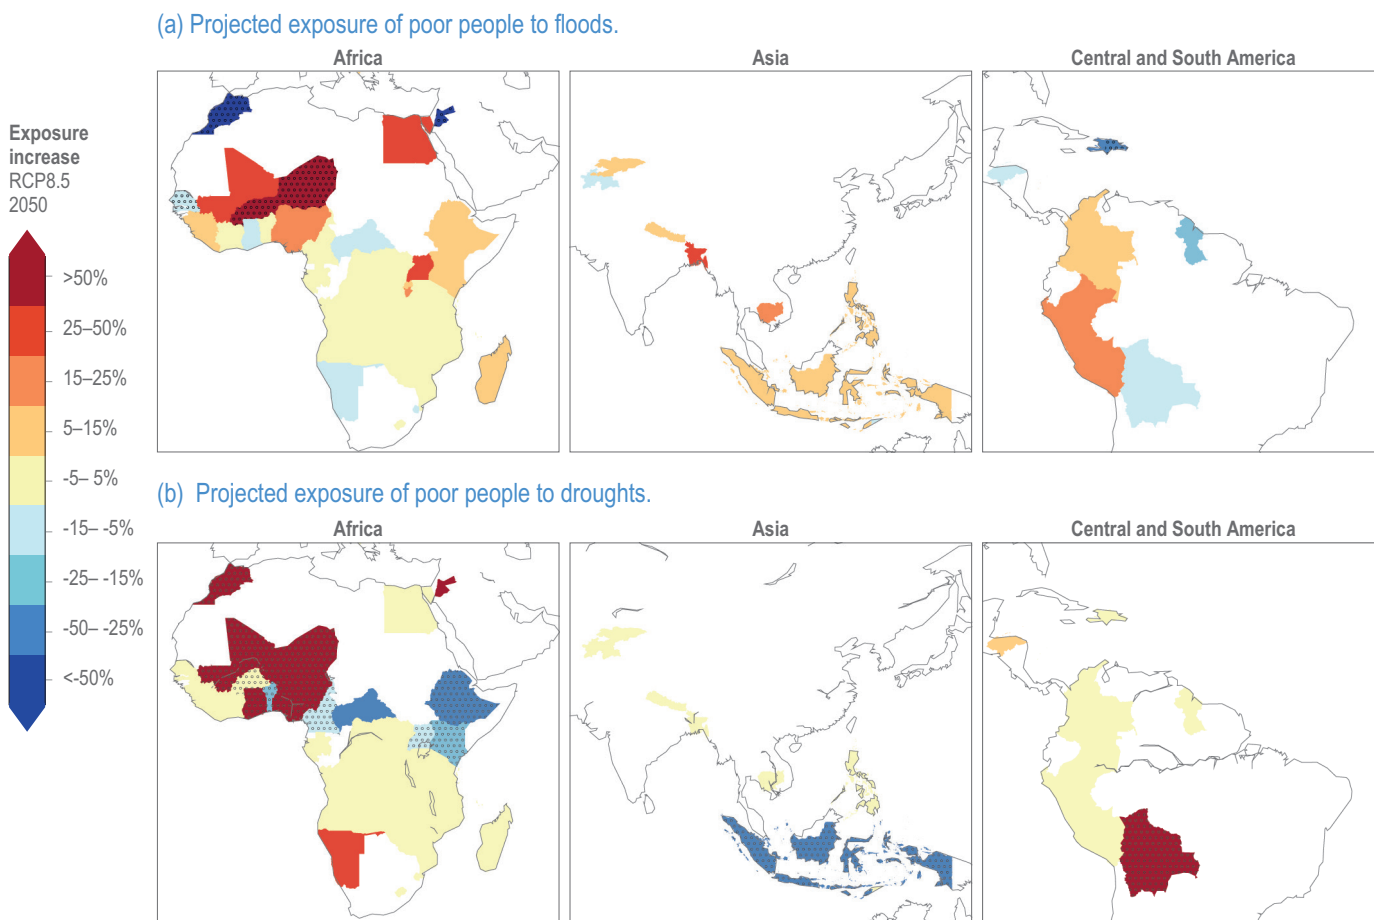 (a) Projected exposure of poor people to floods.
Africa
Asia
Central and South America
Exposure
increase
RCP8.5
2050
>50%
25–50%
15–25%
5–15%
-5– 5%
-15– -5%
-25– -15%
-50– -25%
<-50%
(b) Projected exposure of poor people to droughts.
Africa
Asia
Central and South America